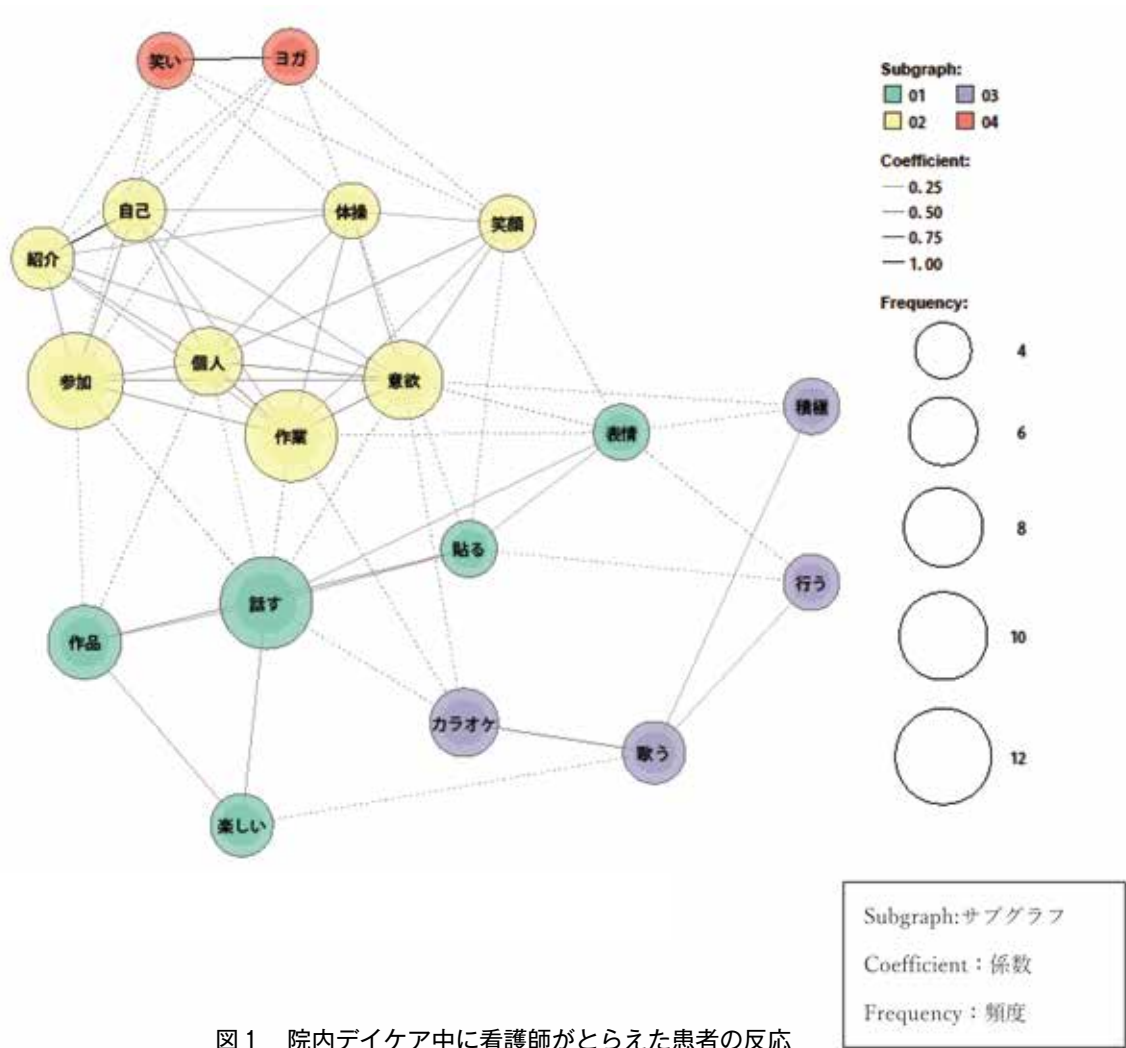 笑い ヨガ
Subgraph:
01 03
02 04
Coefficient:
0.25
0.50
0.75
1.00
Frequency:
4
6
8
10
12
自己 体操 笑顔
紹介
参加 個人 意欲
作業
積極
表情
貼る
行う
話す
作品
カラオケ
歌う
楽しい
Subgraph:サブグラフ
Coefficient：係数
Frequency：頻度
図1 院内デイケア中に看護師がとらえた患者の反応